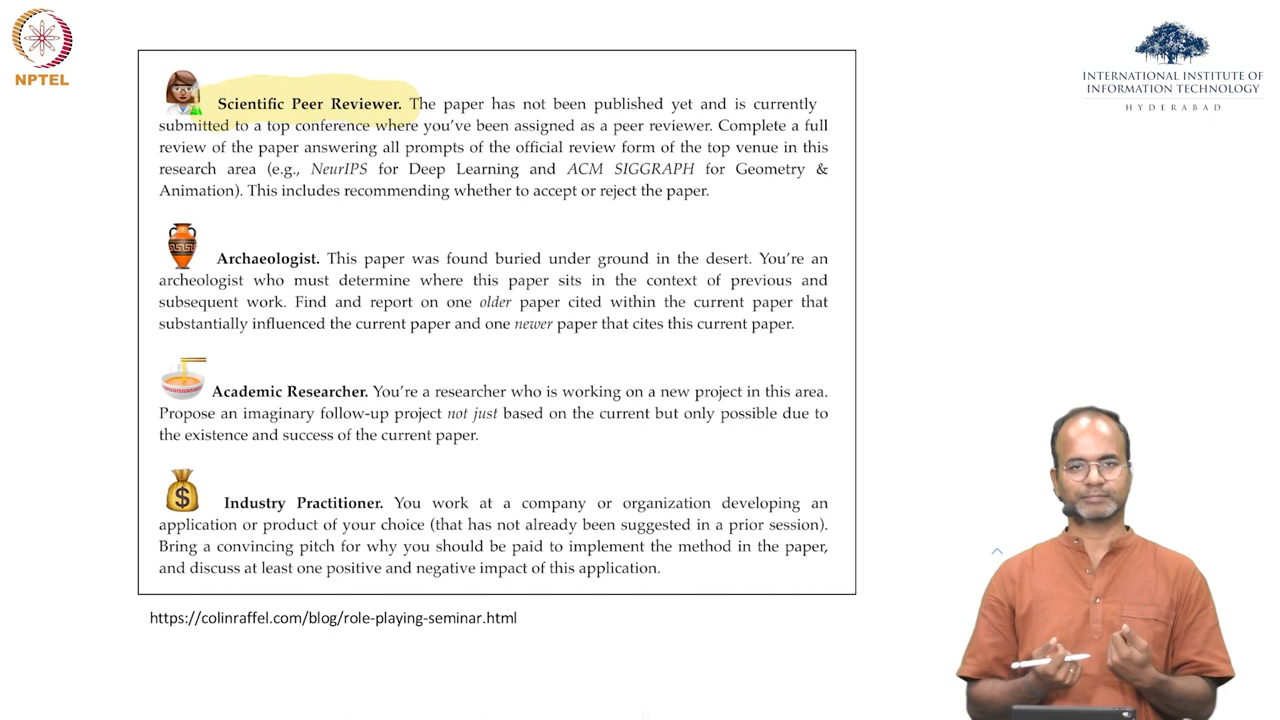 NPTEL
INTERNATIONAL INSTITUTE OF
INFORMATION TECHNOLOGY
HYDERABAD
Scientific Peer Reviewer. The paper has not been published yet and is currently
submitted to a top conference where you've been assigned as a peer reviewer. Complete a full
review of the paper answering all prompts of the official review form of the top venue in this
research area (e.g., NeurIPS for Deep Learning and ACM SIGGRAPH for Geometry &
Animation). This includes recommending whether to accept or reject the paper.
Archaeologist. This paper was found buried under ground in the desert. You're an
archeologist who must determine where this paper sits in the context of previous and
subsequent work. Find and report on one older paper cited within the current paper that
substantially influenced the current paper and one newer paper that cites this current paper.
Academic Researcher. You're a researcher who is working on a new project in this area.
Propose an imaginary follow-up project not just based on the current but only possible due to
the existence and success of the current paper.
Industry Practitioner. You work at a company or organization developing an
application or product of your choice (that has not already been suggested in a prior session).
Bring a convincing pitch for why you should be paid to implement the method in the paper,
and discuss at least one positive and negative impact of this application.
https://colinraffel.com/blog/role-playing-seminar.html